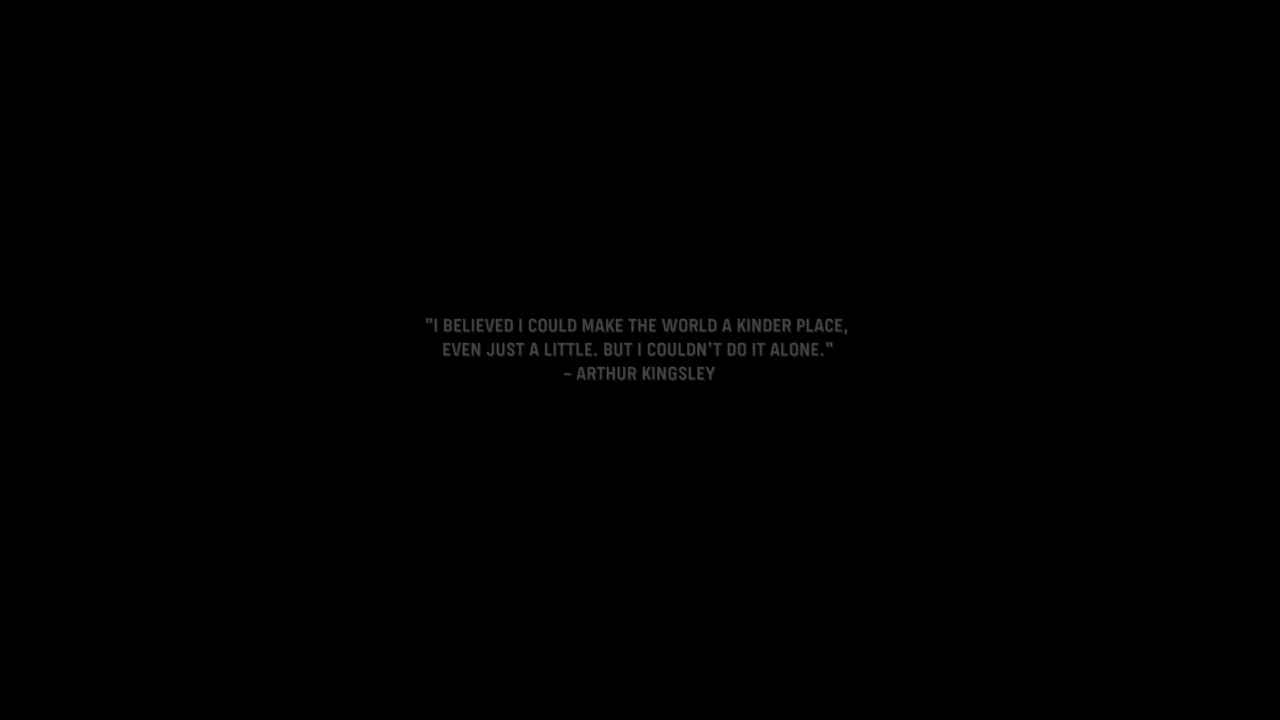 "I BELIEVED I COULD MAKE THE WORLD A KINDER PLACE,
EVEN JUST A LITTLE. BUT I COULDN'T DO IT ALONE."
– ARTHUR KINGSLEY